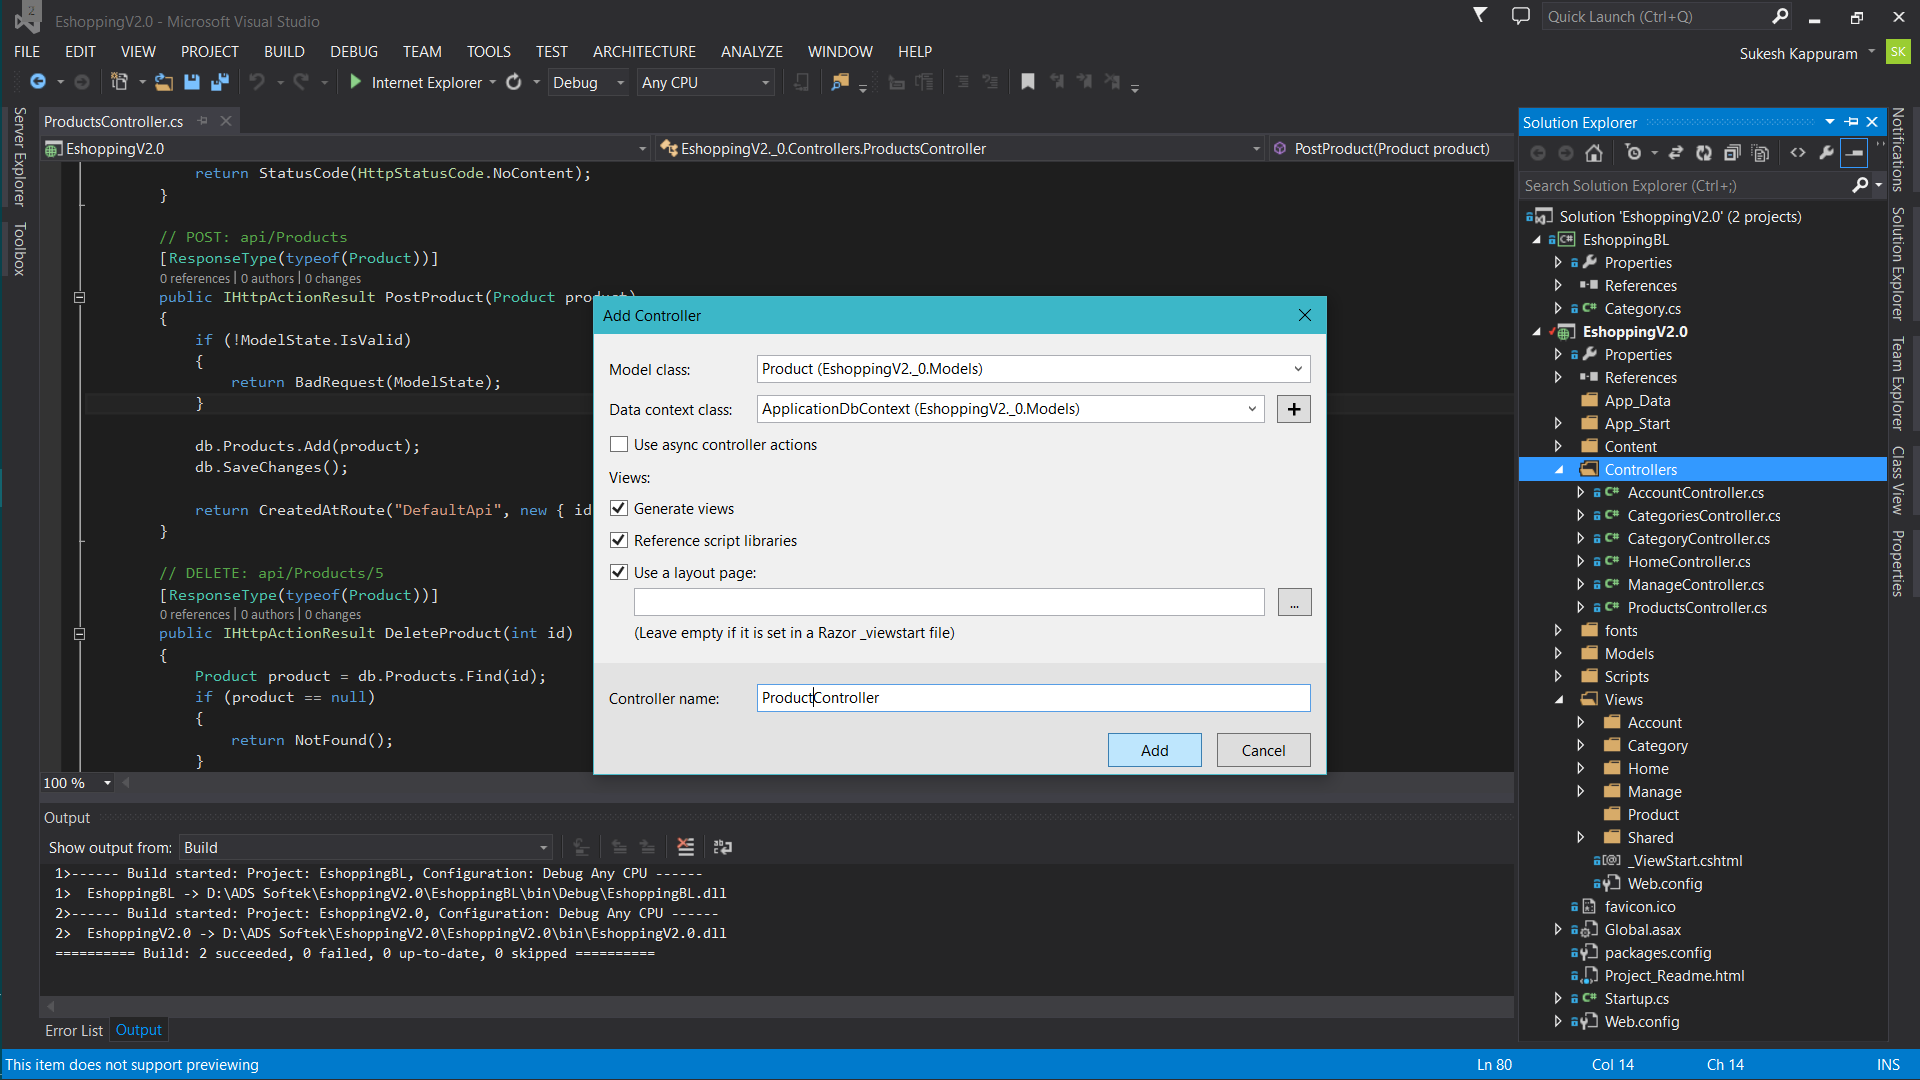 2
EshoppingV2.0 - Microsoft Visual Studio
Quick Launch (Ctrl+Q)
FILE EDIT VIEW PROJECT BUILD DEBUG TEAM TOOLS TEST ARCHITECTURE ANALYZE WINDOW HELP
Sukesh Kappuram SK
Internet Explorer Debug Any CPU
Server Explorer
Toolbox
ProductsController.cs
EshoppingV2.0 EshoppingV2._0.Controllers.ProductsController PostProduct(Product product)
return StatusCode(HttpStatusCode.NoContent);
}
// POST: api/Products
[ResponseType(typeof(Product))]
0 references | 0 authors | 0 changes
public IHttpActionResult PostProduct(Product product)
{
if (!ModelState.IsValid)
{
return BadRequest(ModelState);
}
db.Products.Add(product);
db.SaveChanges();
return CreatedAtRoute("DefaultApi", new { id
}
// DELETE: api/Products/5
[ResponseType(typeof(Product))]
0 references | 0 authors | 0 changes
public IHttpActionResult DeleteProduct(int id)
{
Product product = db.Products.Find(id);
if (product == null)
{
return NotFound();
}
100 %
Add Controller
Model class: Product (EshoppingV2._0.Models)
Data context class: ApplicationDbContext (EshoppingV2._0.Models)
Use async controller actions
Views:
Generate views
Reference script libraries
Use a layout page:
...
(Leave empty if it is set in a Razor _viewstart file)
Controller name: ProductController
Add Cancel
Output
Show output from: Build
1>------ Build started: Project: EshoppingBL, Configuration: Debug Any CPU ------
1> EshoppingBL -> D:\ADS Softek\EshoppingV2.0\EshoppingBL\bin\Debug\EshoppingBL.dll
2>------ Build started: Project: EshoppingV2.0, Configuration: Debug Any CPU ------
2> EshoppingV2.0 -> D:\ADS Softek\EshoppingV2.0\EshoppingV2.0\bin\EshoppingV2.0.dll
========== Build: 2 succeeded, 0 failed, 0 up-to-date, 0 skipped ==========
Error List Output
Solution Explorer
Search Solution Explorer (Ctrl+;)
Solution 'EshoppingV2.0' (2 projects)
C# EshoppingBL
Properties
References
C# Category.cs
EshoppingV2.0
Properties
References
App_Data
App_Start
Content
Controllers
C# AccountController.cs
C# CategoriesController.cs
C# CategoryController.cs
C# HomeController.cs
C# ManageController.cs
C# ProductsController.cs
fonts
Models
Scripts
Views
Account
Category
Home
Manage
Product
Shared
[@] _ViewStart.cshtml
Web.config
favicon.ico
Global.asax
packages.config
Project_Readme.html
C# Startup.cs
Web.config
Notifications
Solution Explorer
Team Explorer
Class View
Properties
This item does not support previewing
Ln 80 Col 14 Ch 14 INS